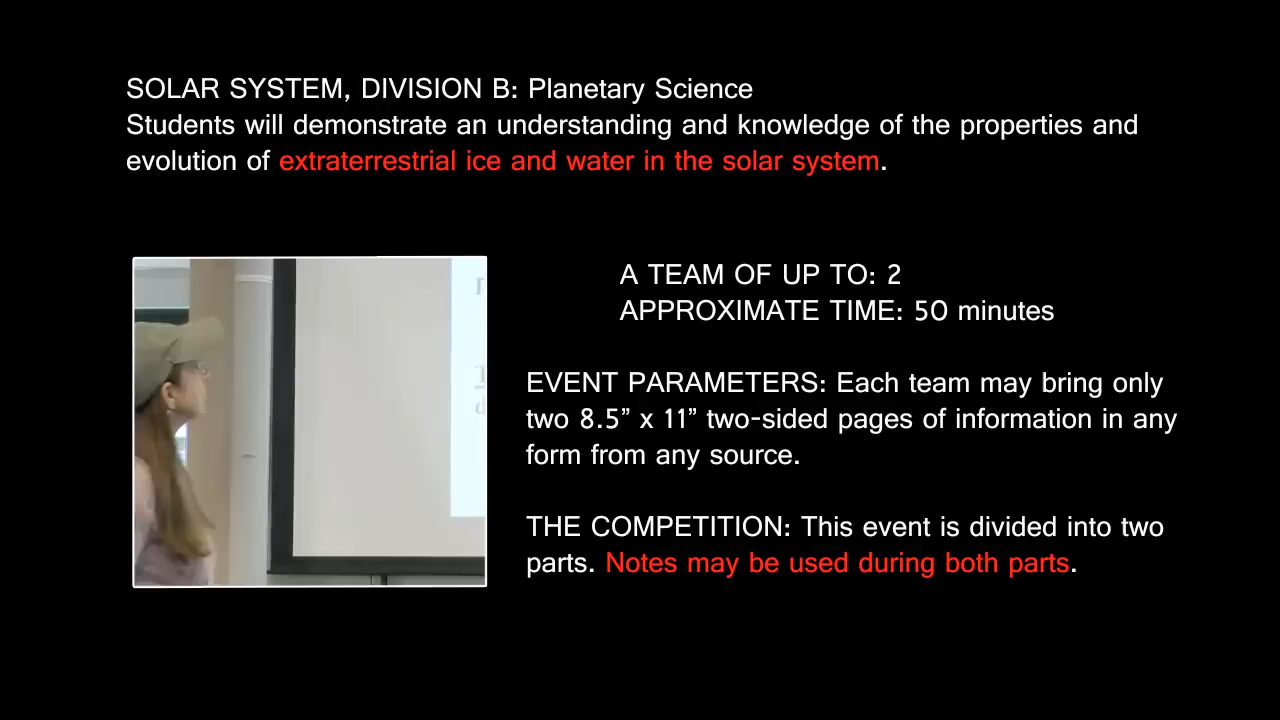 SOLAR SYSTEM, DIVISION B: Planetary Science
Students will demonstrate an understanding and knowledge of the properties and
evolution of extraterrestrial ice and water in the solar system.
A TEAM OF UP TO: 2
APPROXIMATE TIME: 50 minutes
EVENT PARAMETERS: Each team may bring only
two 8.5” x 11” two-sided pages of information in any
form from any source.
THE COMPETITION: This event is divided into two
parts. Notes may be used during both parts.